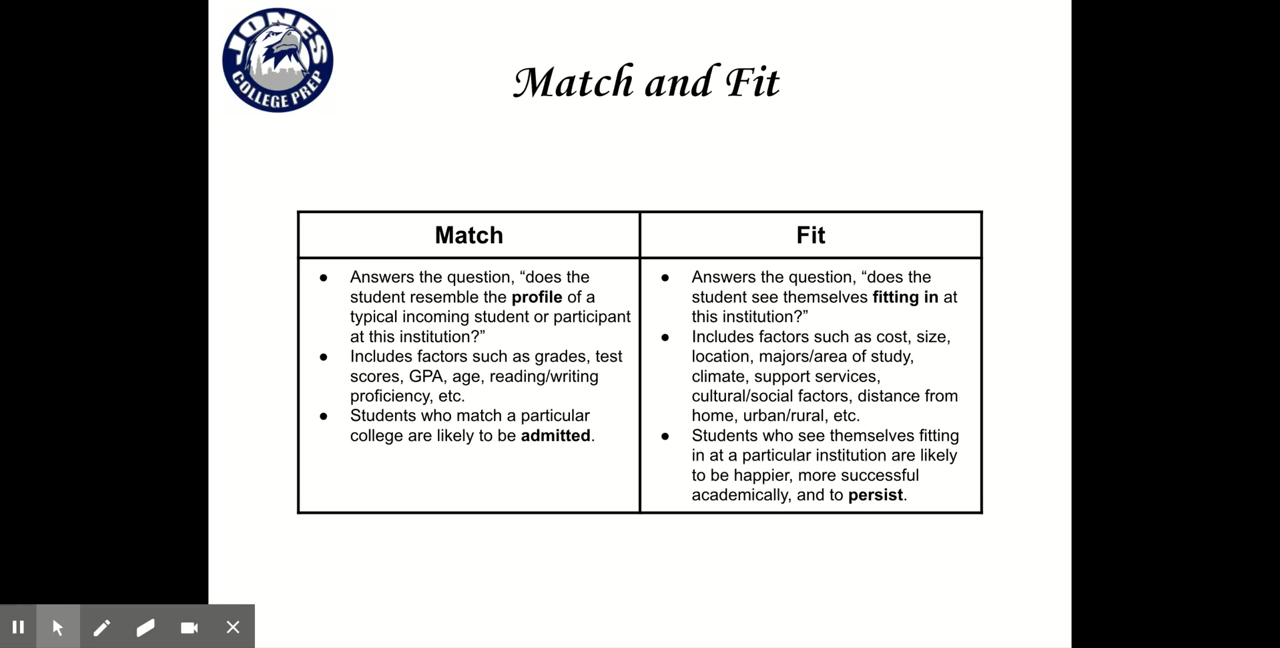 JONES
COLLEGE PREP
Match and Fit
Match
Fit
● Answers the question, “does the
student resemble the profile of a
typical incoming student or participant
at this institution?”
● Includes factors such as grades, test
scores, GPA, age, reading/writing
proficiency, etc.
● Students who match a particular
college are likely to be admitted.
● Answers the question, “does the
student see themselves fitting in at
this institution?”
● Includes factors such as cost, size,
location, majors/area of study,
climate, support services,
cultural/social factors, distance from
home, urban/rural, etc.
● Students who see themselves fitting
in at a particular institution are likely
to be happier, more successful
academically, and to persist.